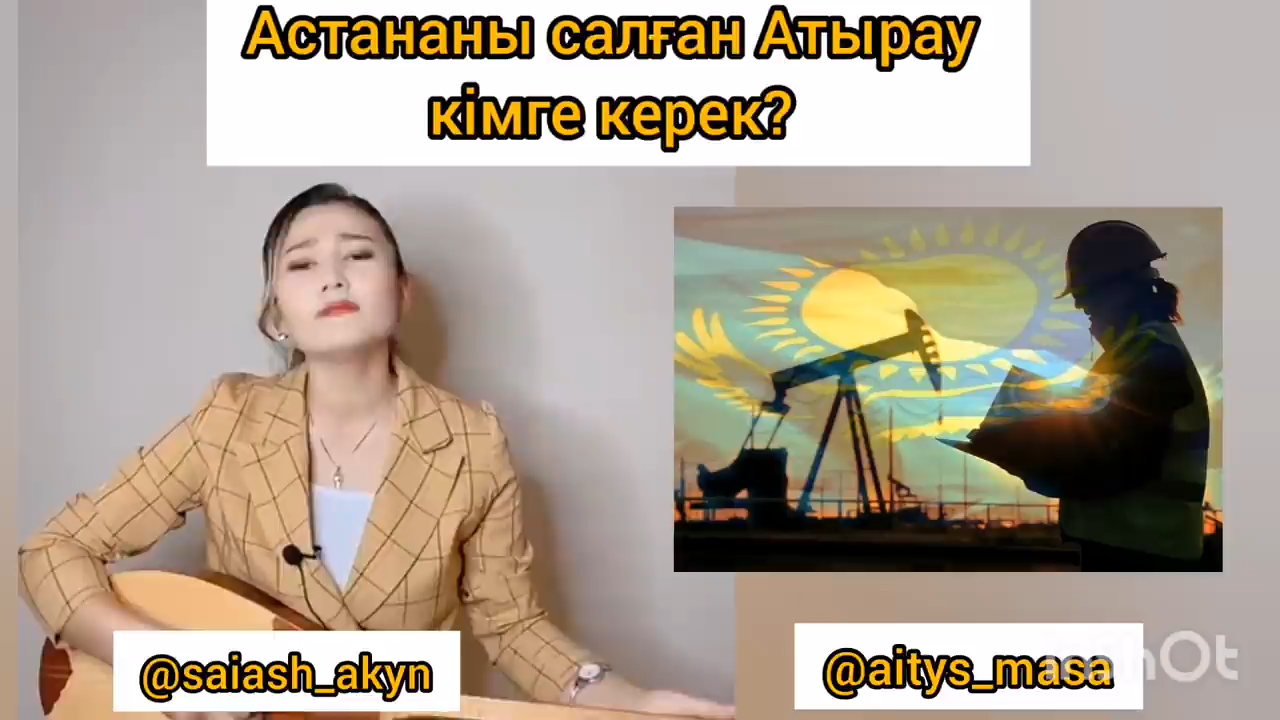 Астананы салған Атырау
кімге керек?
@saiash_akyn
@aitys_masa